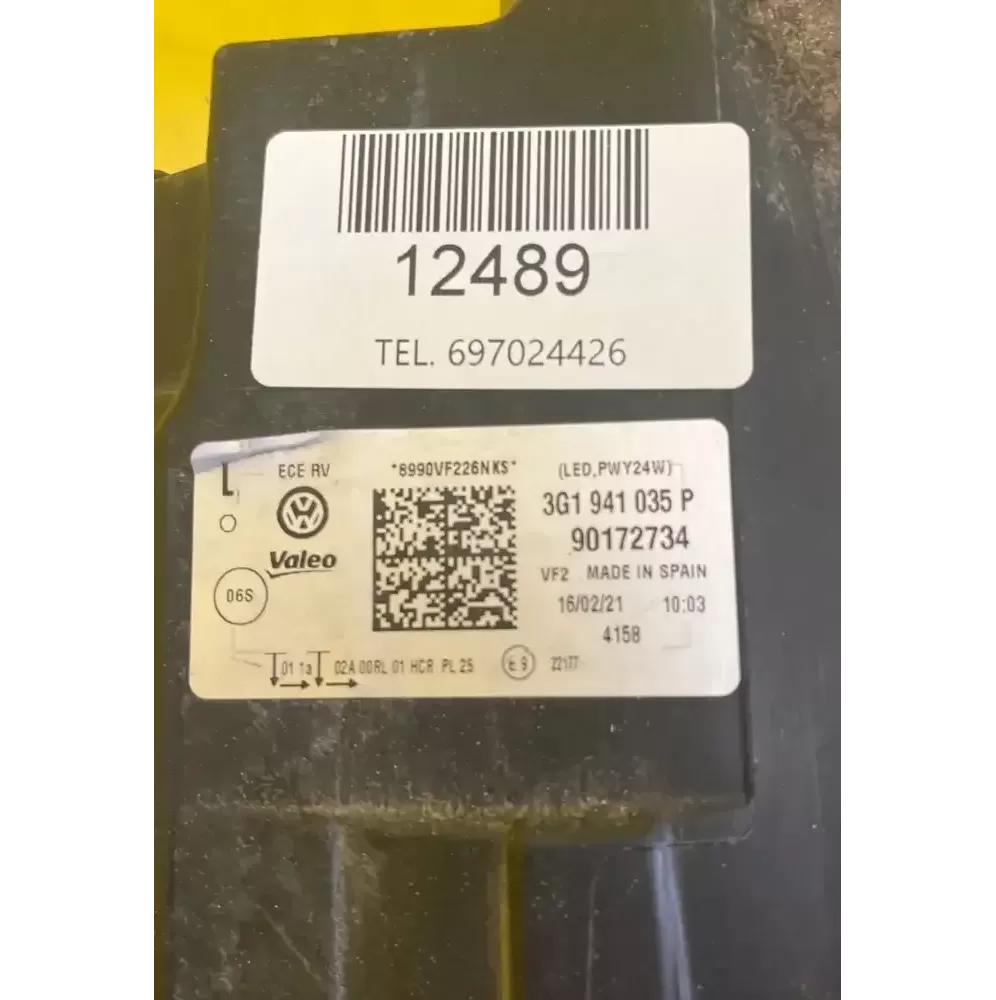 12489
TEL. 697024426
L ECE RV *8990VF226NKS* (LED,PWY24W)
3G1 941 035 P
Valeo 90172734
VF2 MADE IN SPAIN
06S 16/02/21 10:03
4158
01 1a 02A 00RL 01 HCR PL 25 E9 22177